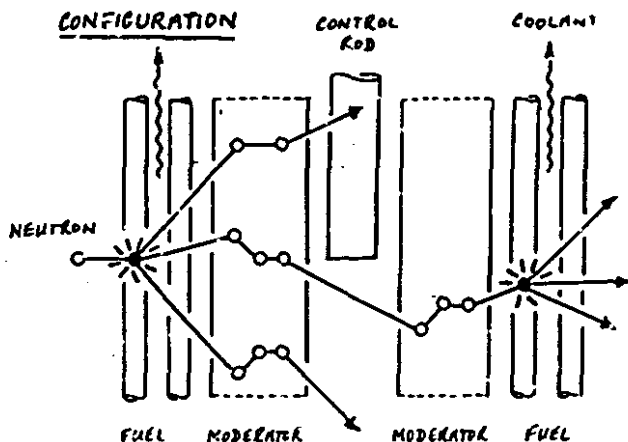 CONFIGURATION
CONTROL
ROD
COOLANT
NEUTRON
FUEL MODERATOR MODERATOR FUEL